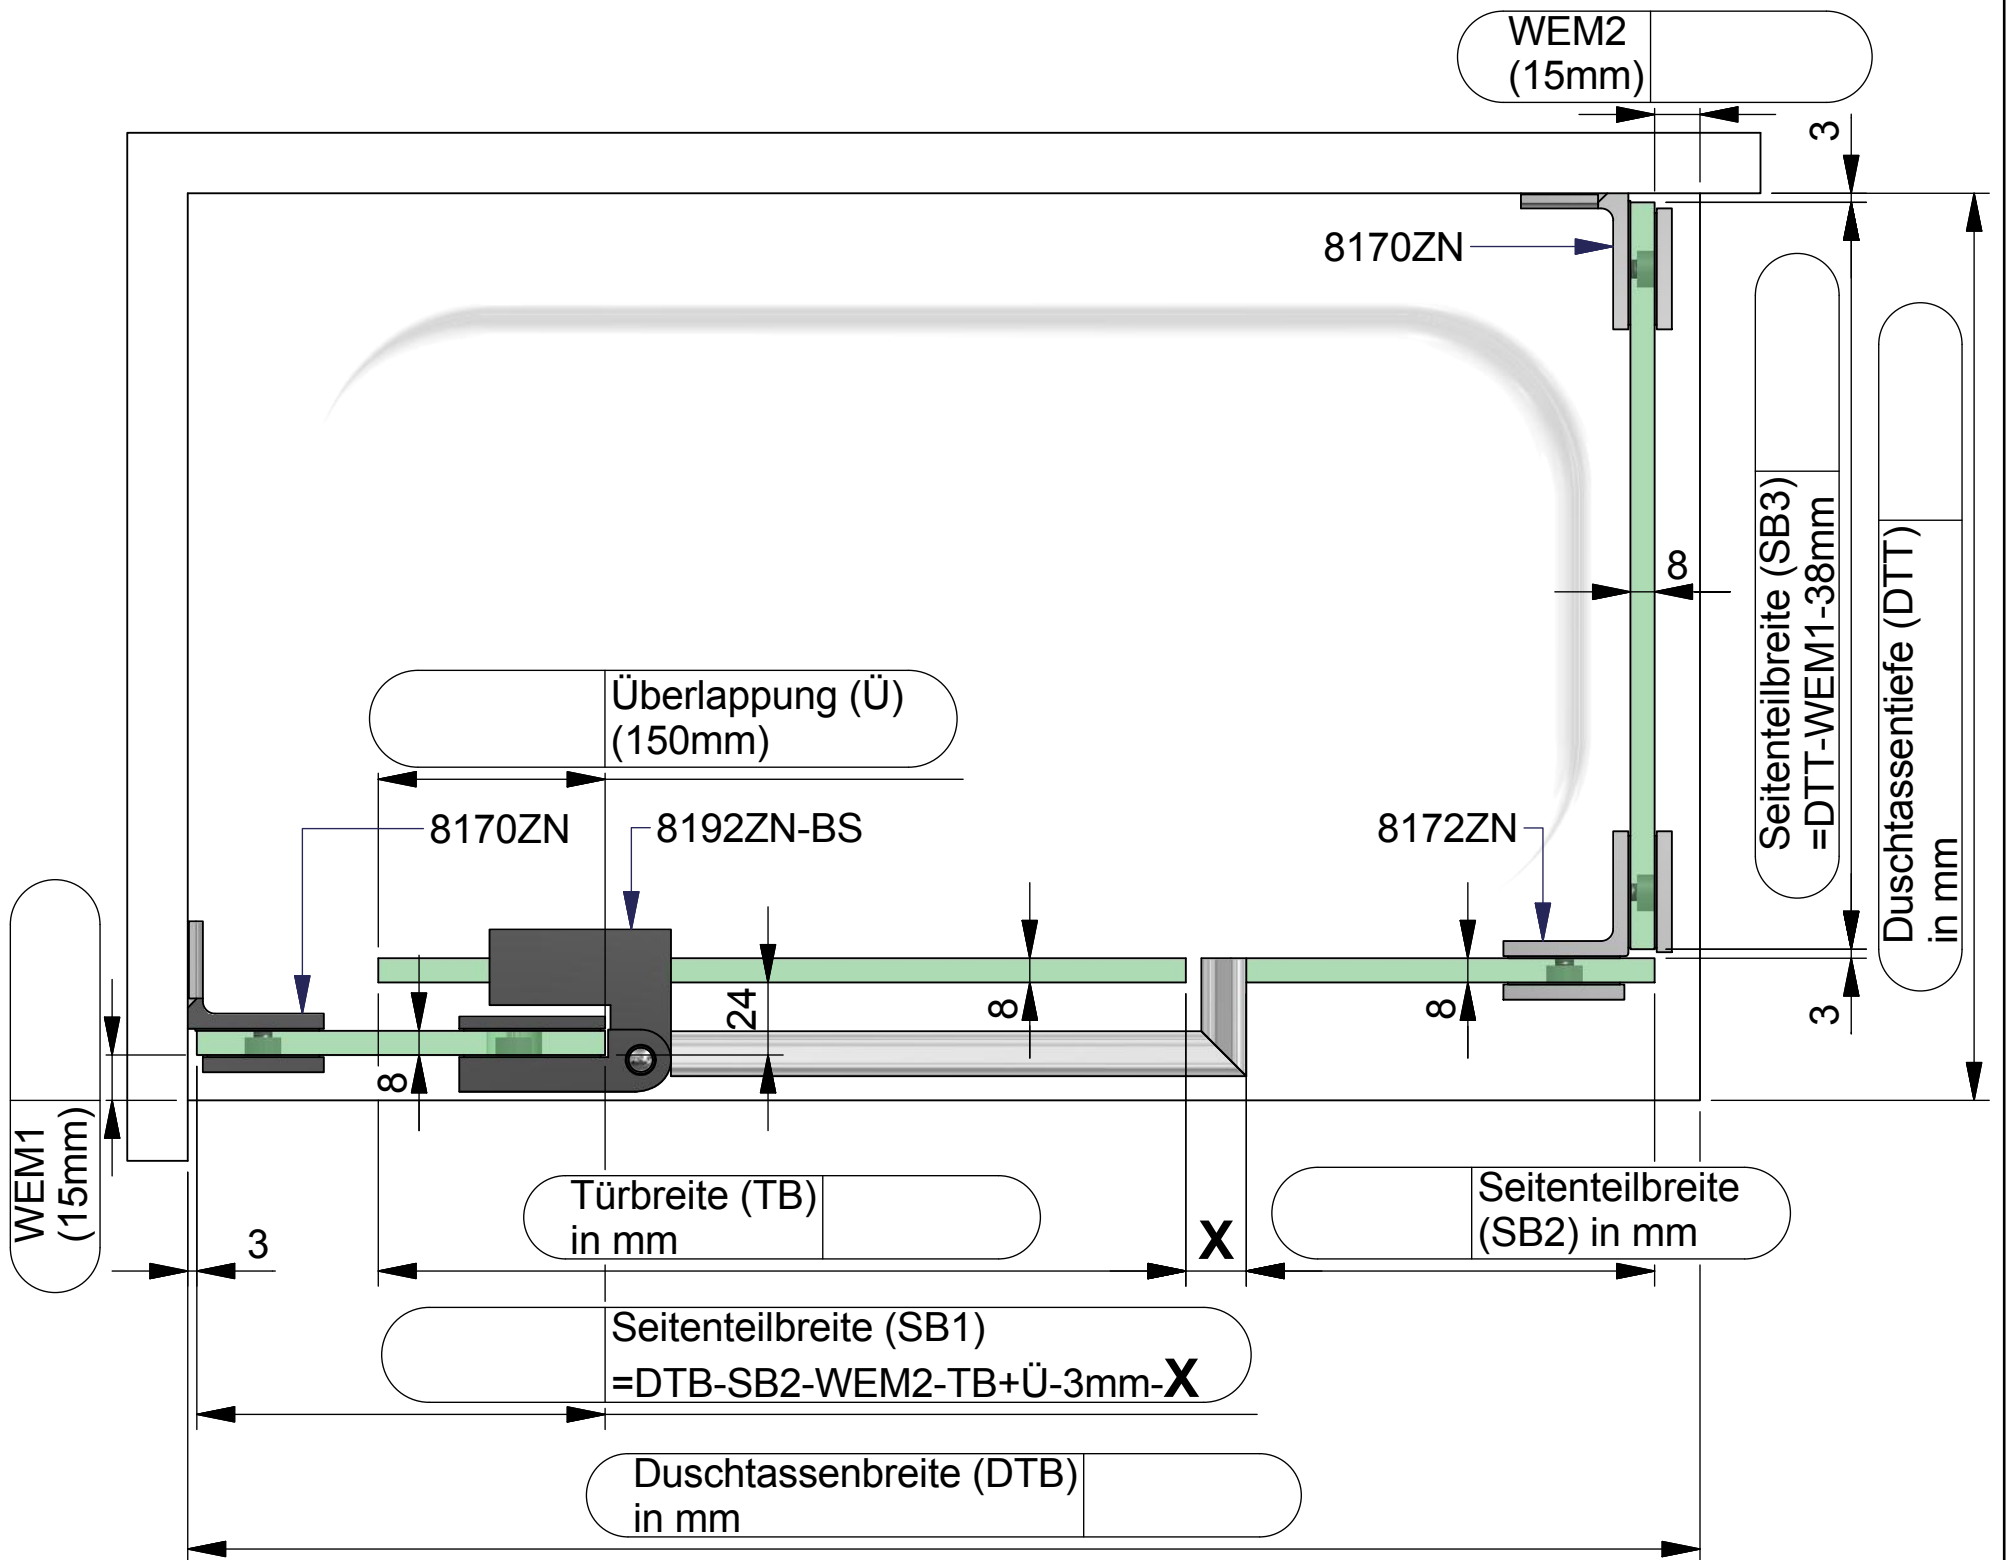 WEM2
(15mm)
3
8170ZN
8
Seitenteilbreite (SB3)
=DTT-WEM1-38mm
Duschtassentiefe (DTT)
in mm
Überlappung (Ü)
(150mm)
8170ZN
8192ZN-BS
8172ZN
24
8
8
3
8
WEM1
(15mm)
3
Türbreite (TB)
in mm
X
Seitenteilbreite
(SB2) in mm
Seitenteilbreite (SB1)
=DTB-SB2-WEM2-TB+Ü-3mm-X
Duschtassenbreite (DTB)
in mm